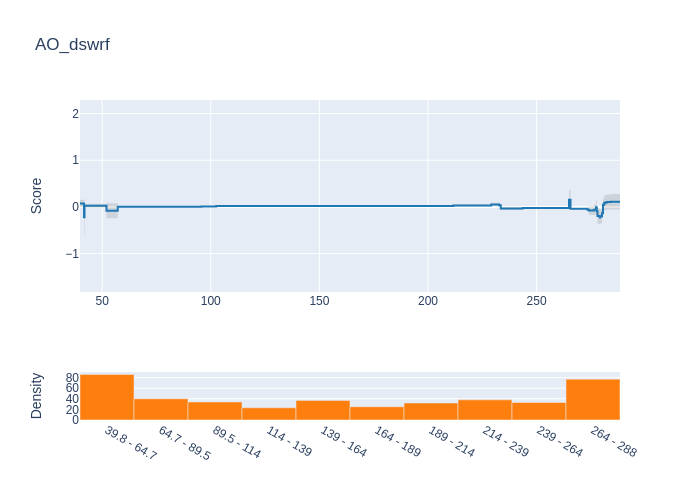 AO_dswrf
Score
2
1
0
−1
50
100
150
200
250
Density
80
60
40
20
0
39.8 - 64.7
64.7 - 89.5
89.5 - 114
114 - 139
139 - 164
164 - 189
189 - 214
214 - 239
239 - 264
264 - 288